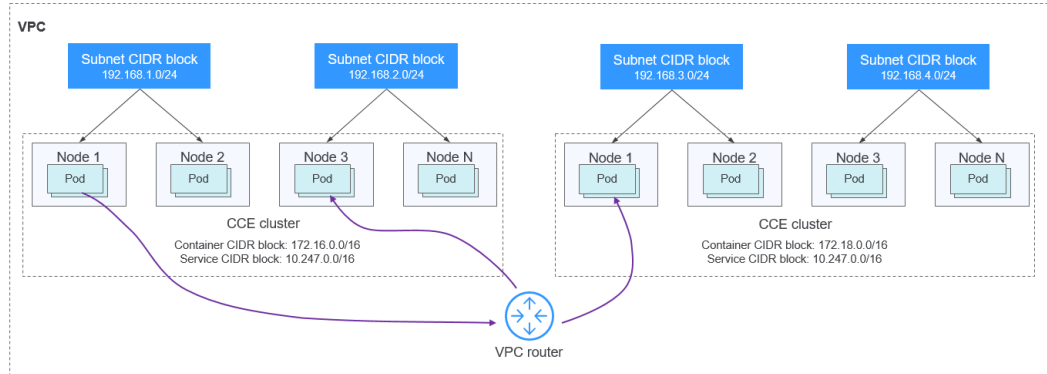 VPC
Subnet CIDR block
192.168.1.0/24
Subnet CIDR block
192.168.2.0/24
Subnet CIDR block
192.168.3.0/24
Subnet CIDR block
192.168.4.0/24
Node 1
Pod
Node 2
Pod
Node 3
Pod
Node N
Pod
CCE cluster
Container CIDR block: 172.16.0.0/16
Service CIDR block: 10.247.0.0/16
Node 1
Pod
Node 2
Pod
Node 3
Pod
Node N
Pod
CCE cluster
Container CIDR block: 172.18.0.0/16
Service CIDR block: 10.247.0.0/16
VPC router